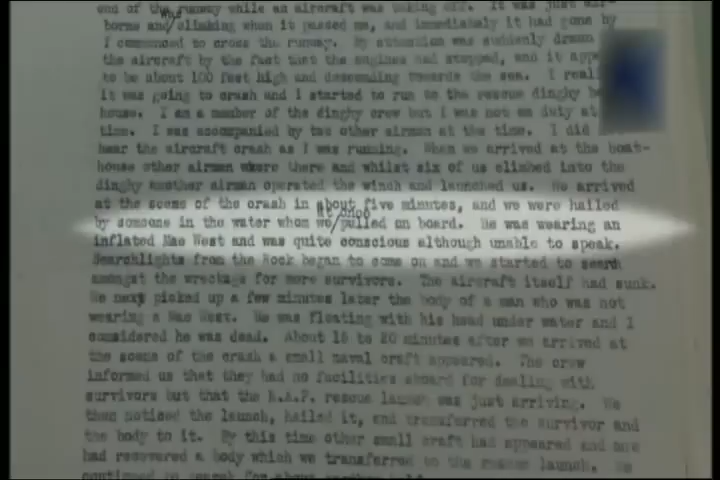 end of the runway while an aircraft was taking off. It was just air-
was
borne and climbing when it passed me, and immediately it had gone by
I commenced to cross the runway. My attention was suddenly drawn
the aircraft by the fact that the engines had stopped, and it
to be about 100 feet high and descending towards the sea. I
it was going to crash and I started to run to the rescue dinghy
house. I am a member of the dinghy crew but I was not on duty at
time. I was accompanied by two other airmen at the time. I did
hear the aircraft crash as I was running. When we arrived at the boat-
house other airmen were there and whilst six of us climbed into the
dinghy another airman operated the winch and launched us. We arrived
at the scene of the crash in about five minutes, and we were hailed
at once
by someone in the water whom we/pulled on board. He was wearing an
inflated Mae West and was quite conscious although unable to speak.
Searchlights from the Rock began to come on and we started to search
amongst the wreckage for more survivors. The aircraft itself had sunk.
We next picked up a few minutes later the body of a man who was not
wearing a Mae West. He was floating with his head under water and I
considered he was dead. About 15 to 20 minutes after we arrived at
the scene of the crash a small naval craft appeared. The crew
informed us that they had no facilities aboard for dealing with
survivors but that the R.A.F. rescue launch was just arriving. We
then noticed the launch, hailed it, and transferred the survivor and
the body to it. By this time other small craft had appeared and one
had recovered a body which we transferred to the rescue launch. We
continued to search for about